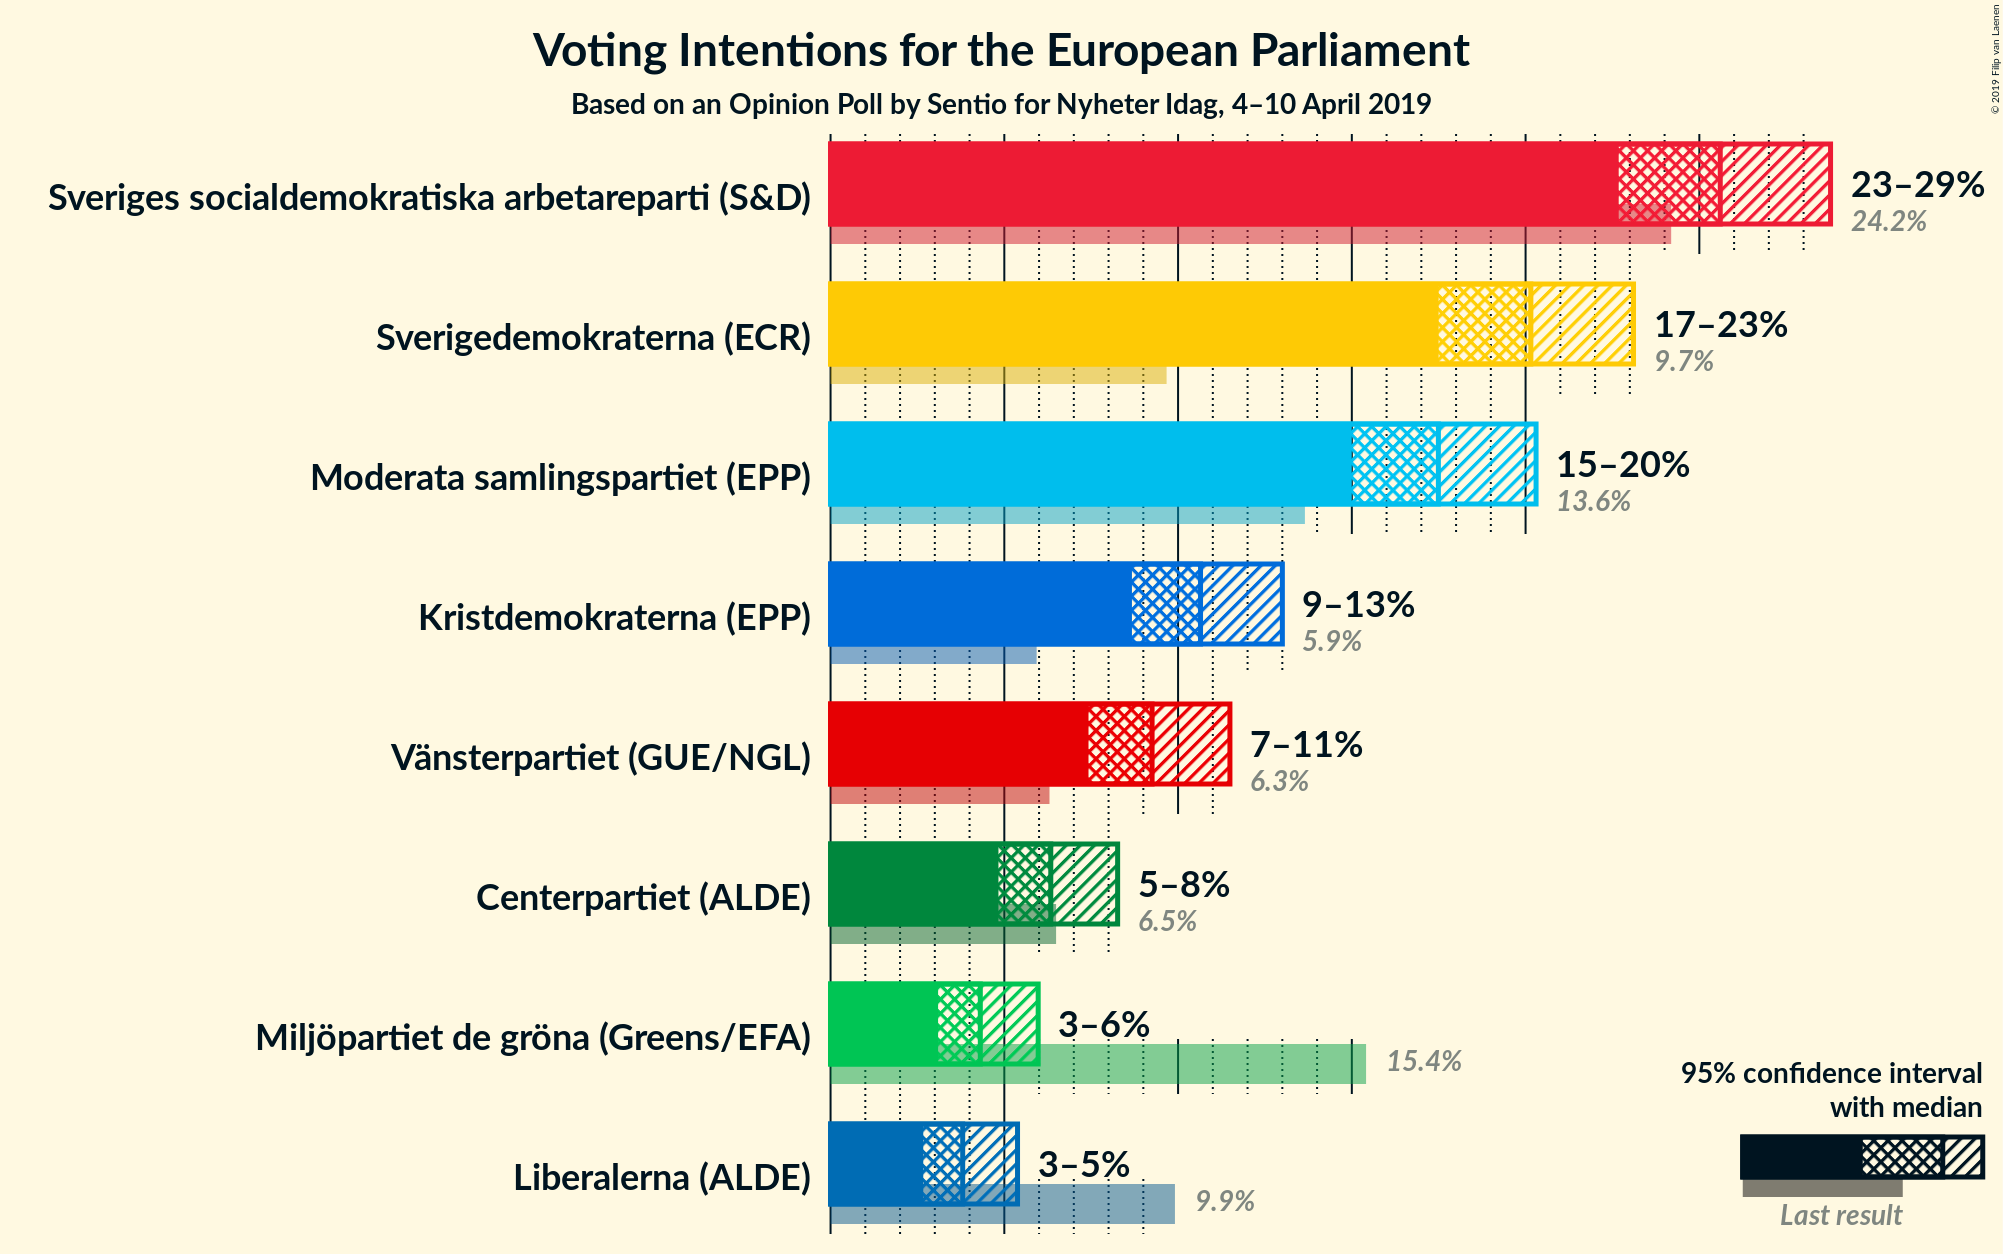 Voting Intentions for the European Parliament
Based on an Opinion Poll by Sentio for Nyheter Idag, 4–10 April 2019
© 2019 Filip van Laenen
Sveriges socialdemokratiska arbetareparti (S&D)
23–29%
24.2%
Sverigedemokraterna (ECR)
17–23%
9.7%
Moderata samlingspartiet (EPP)
15–20%
13.6%
Kristdemokraterna (EPP)
9–13%
5.9%
Vänsterpartiet (GUE/NGL)
7–11%
6.3%
Centerpartiet (ALDE)
5–8%
6.5%
Miljöpartiet de gröna (Greens/EFA)
3–6%
15.4%
Liberalerna (ALDE)
3–5%
9.9%
95% confidence interval
with median
Last result